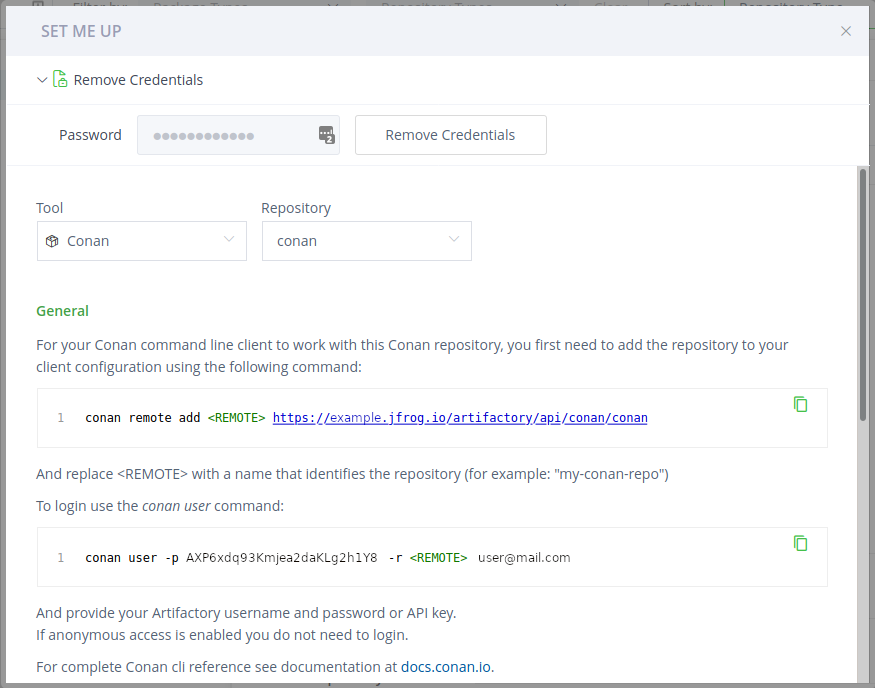 SET ME UP
Remove Credentials
Password
Remove Credentials
Tool
Repository
Conan
conan
General
For your Conan command line client to work with this Conan repository, you first need to add the repository to your
client configuration using the following command:
1 conan remote add <REMOTE> https://example.jfrog.io/artifactory/api/conan/conan
And replace <REMOTE> with a name that identifies the repository (for example: "my-conan-repo")
To login use the conan user command:
1 conan user -p AXP6xdq93Kmjea2daKLg2h1Y8 -r <REMOTE> user@mail.com
And provide your Artifactory username and password or API key.
If anonymous access is enabled you do not need to login.
For complete Conan cli reference see documentation at docs.conan.io.